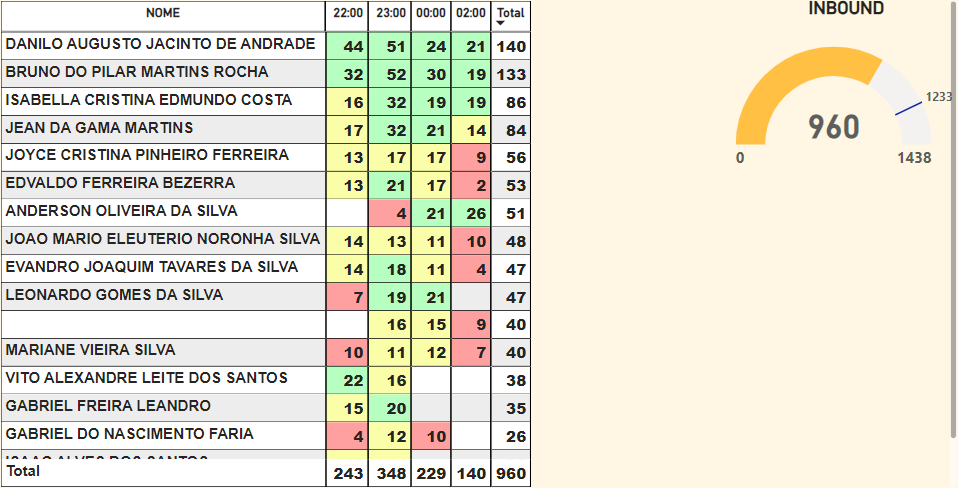 NOME 22:00 23:00 00:00 02:00 Total
DANILO AUGUSTO JACINTO DE ANDRADE 44 51 24 21 140
BRUNO DO PILAR MARTINS ROCHA 32 52 30 19 133
ISABELLA CRISTINA EDMUNDO COSTA 16 32 19 19 86
JEAN DA GAMA MARTINS 17 32 21 14 84
JOYCE CRISTINA PINHEIRO FERREIRA 13 17 17 9 56
EDVALDO FERREIRA BEZERRA 13 21 17 2 53
ANDERSON OLIVEIRA DA SILVA 4 21 26 51
JOAO MARIO ELEUTERIO NORONHA SILVA 14 13 11 10 48
EVANDRO JOAQUIM TAVARES DA SILVA 14 18 11 4 47
LEONARDO GOMES DA SILVA 7 19 21 47
16 15 9 40
MARIANE VIEIRA SILVA 10 11 12 7 40
VITO ALEXANDRE LEITE DOS SANTOS 22 16 38
GABRIEL FREIRA LEANDRO 15 20 35
GABRIEL DO NASCIMENTO FARIA 4 12 10 26
ISAAC ALVES DOS SANTOS
Total 243 348 229 140 960
INBOUND
1233
960
0 1438